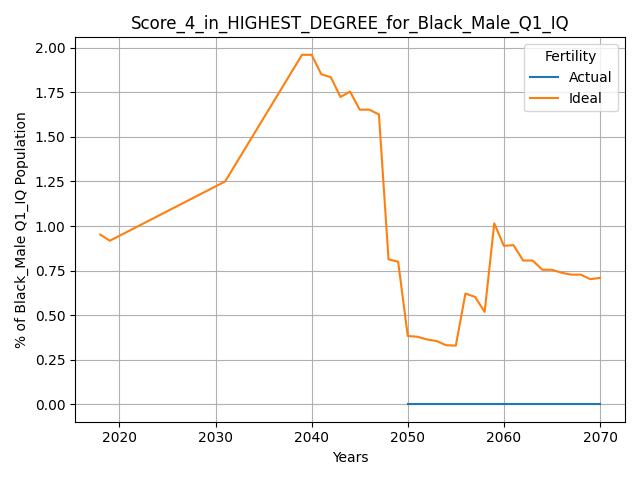 Score_4_in_HIGHEST_DEGREE_for_Black_Male_Q1_IQ
Fertility
Actual
Ideal
% of Black_Male Q1_IQ Population
2.00
1.75
1.50
1.25
1.00
0.75
0.50
0.25
0.00
2020
2030
2040
2050
2060
2070
Years